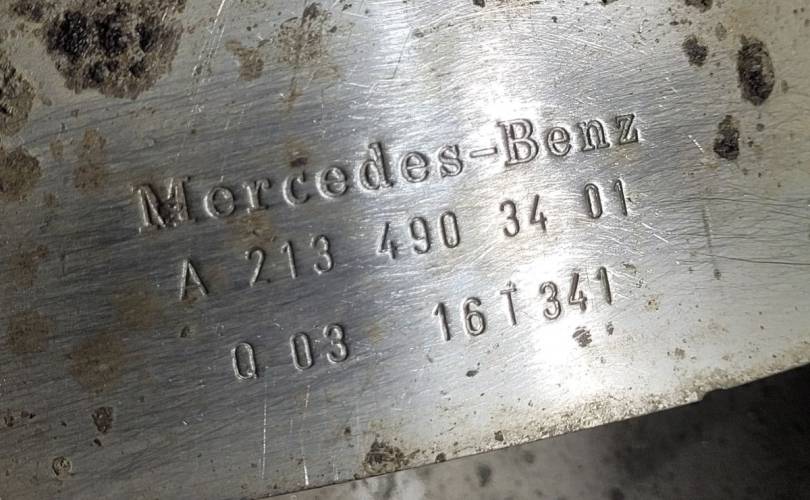 Mercedes-Benz
A 213 490 34 01
Q 03 16T341